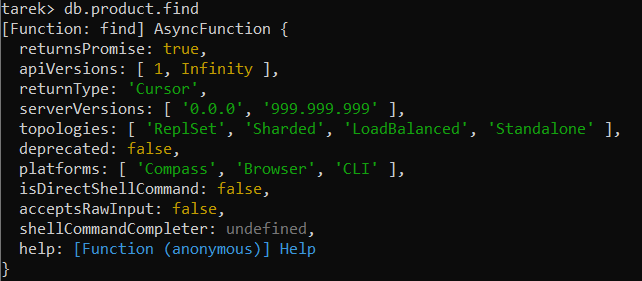 tarek> db.product.find
[Function: find] AsyncFunction {
  returnsPromise: true,
  apiVersions: [ 1, Infinity ],
  returnType: 'Cursor',
  serverVersions: [ '0.0.0', '999.999.999' ],
  topologies: [ 'ReplSet', 'Sharded', 'LoadBalanced', 'Standalone' ],
  deprecated: false,
  platforms: [ 'Compass', 'Browser', 'CLI' ],
  isDirectShellCommand: false,
  acceptsRawInput: false,
  shellCommandCompleter: undefined,
  help: [Function (anonymous)] Help
}